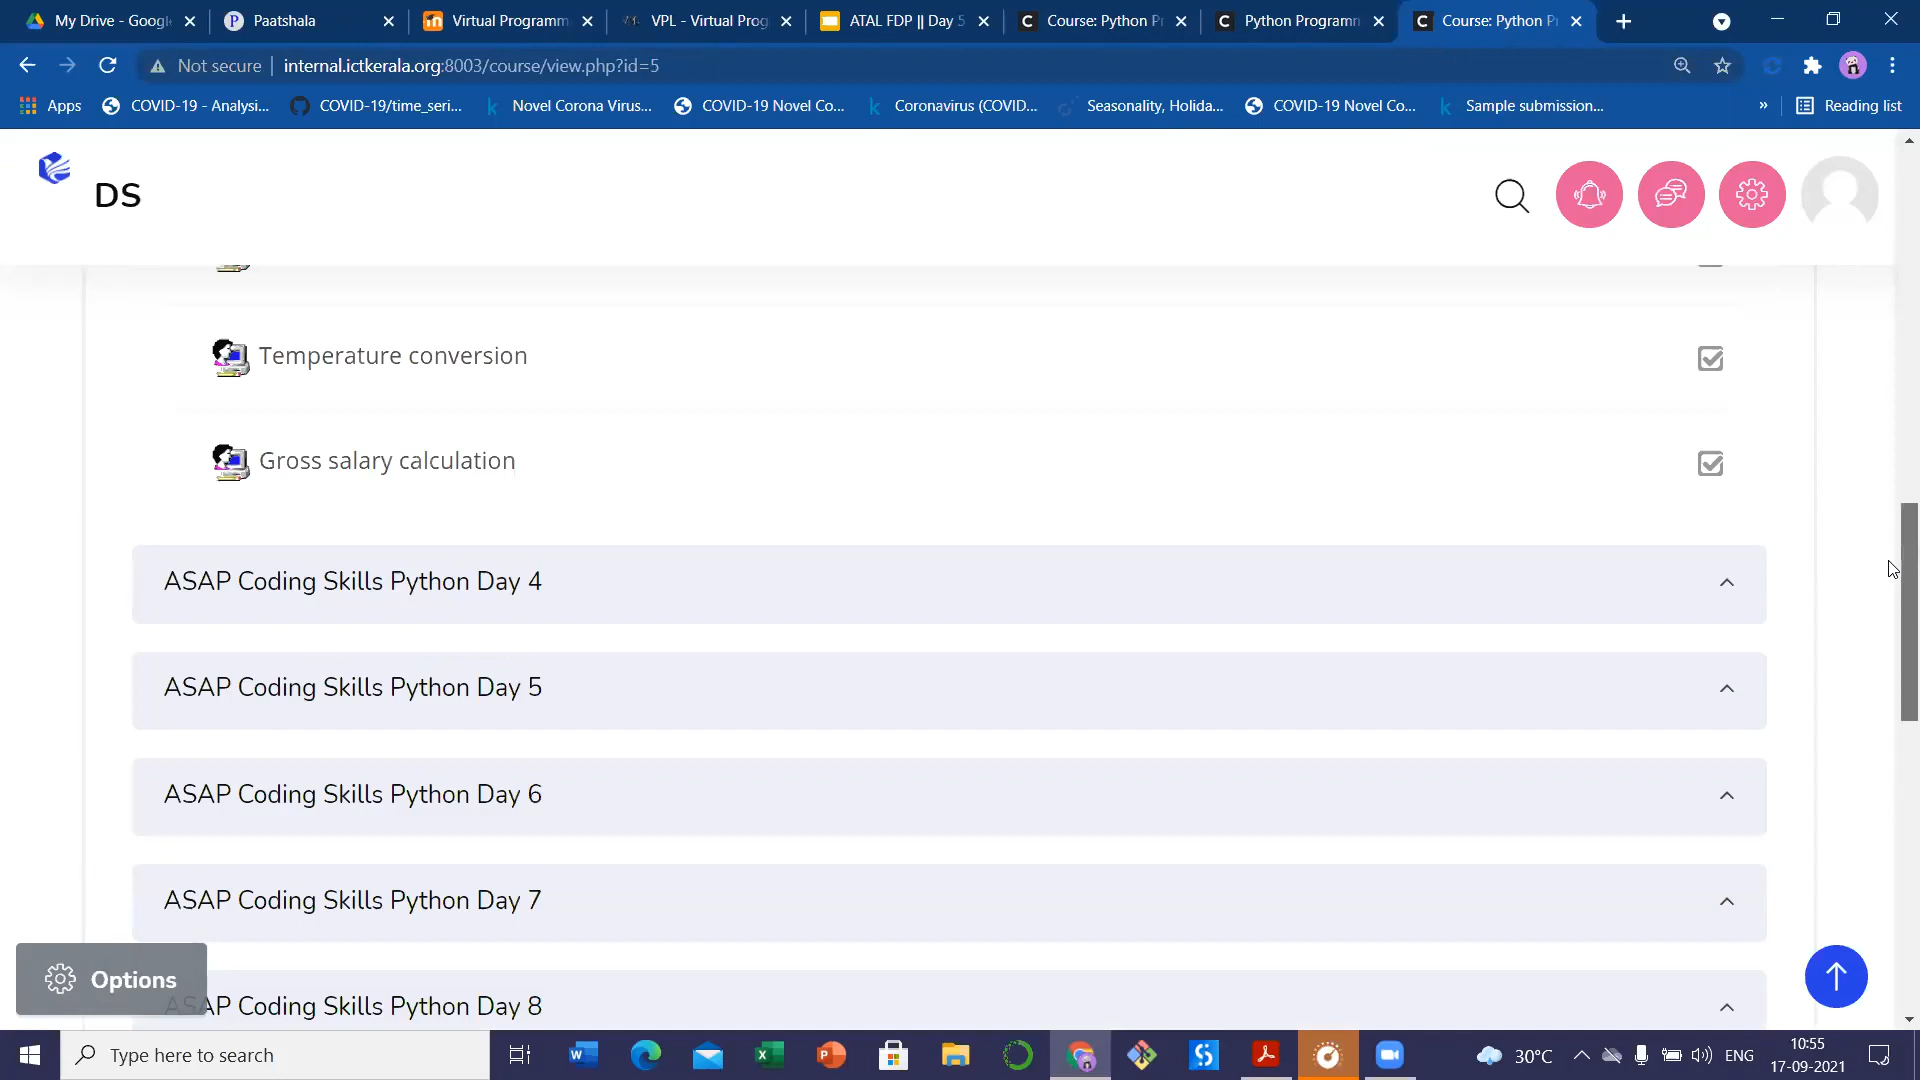 My Drive - Googl
Paatshala
Virtual Programm
VPL - Virtual Prog
ATAL FDP || Day 5
Course: Python Pr
Python Programm
Course: Python Pr
Not secure
internal.ictkerala.org:8003/course/view.php?id=5
Apps
COVID-19 - Analysi...
COVID-19/time_seri...
Novel Corona Virus...
COVID-19 Novel Co...
Coronavirus (COVID...
Seasonality, Holida...
COVID-19 Novel Co...
Sample submission...
»
Reading list
DS
Temperature conversion
Gross salary calculation
ASAP Coding Skills Python Day 4
ASAP Coding Skills Python Day 5
ASAP Coding Skills Python Day 6
ASAP Coding Skills Python Day 7
Options
ASAP Coding Skills Python Day 8
Type here to search
30°C
ENG
10:55
17-09-2021